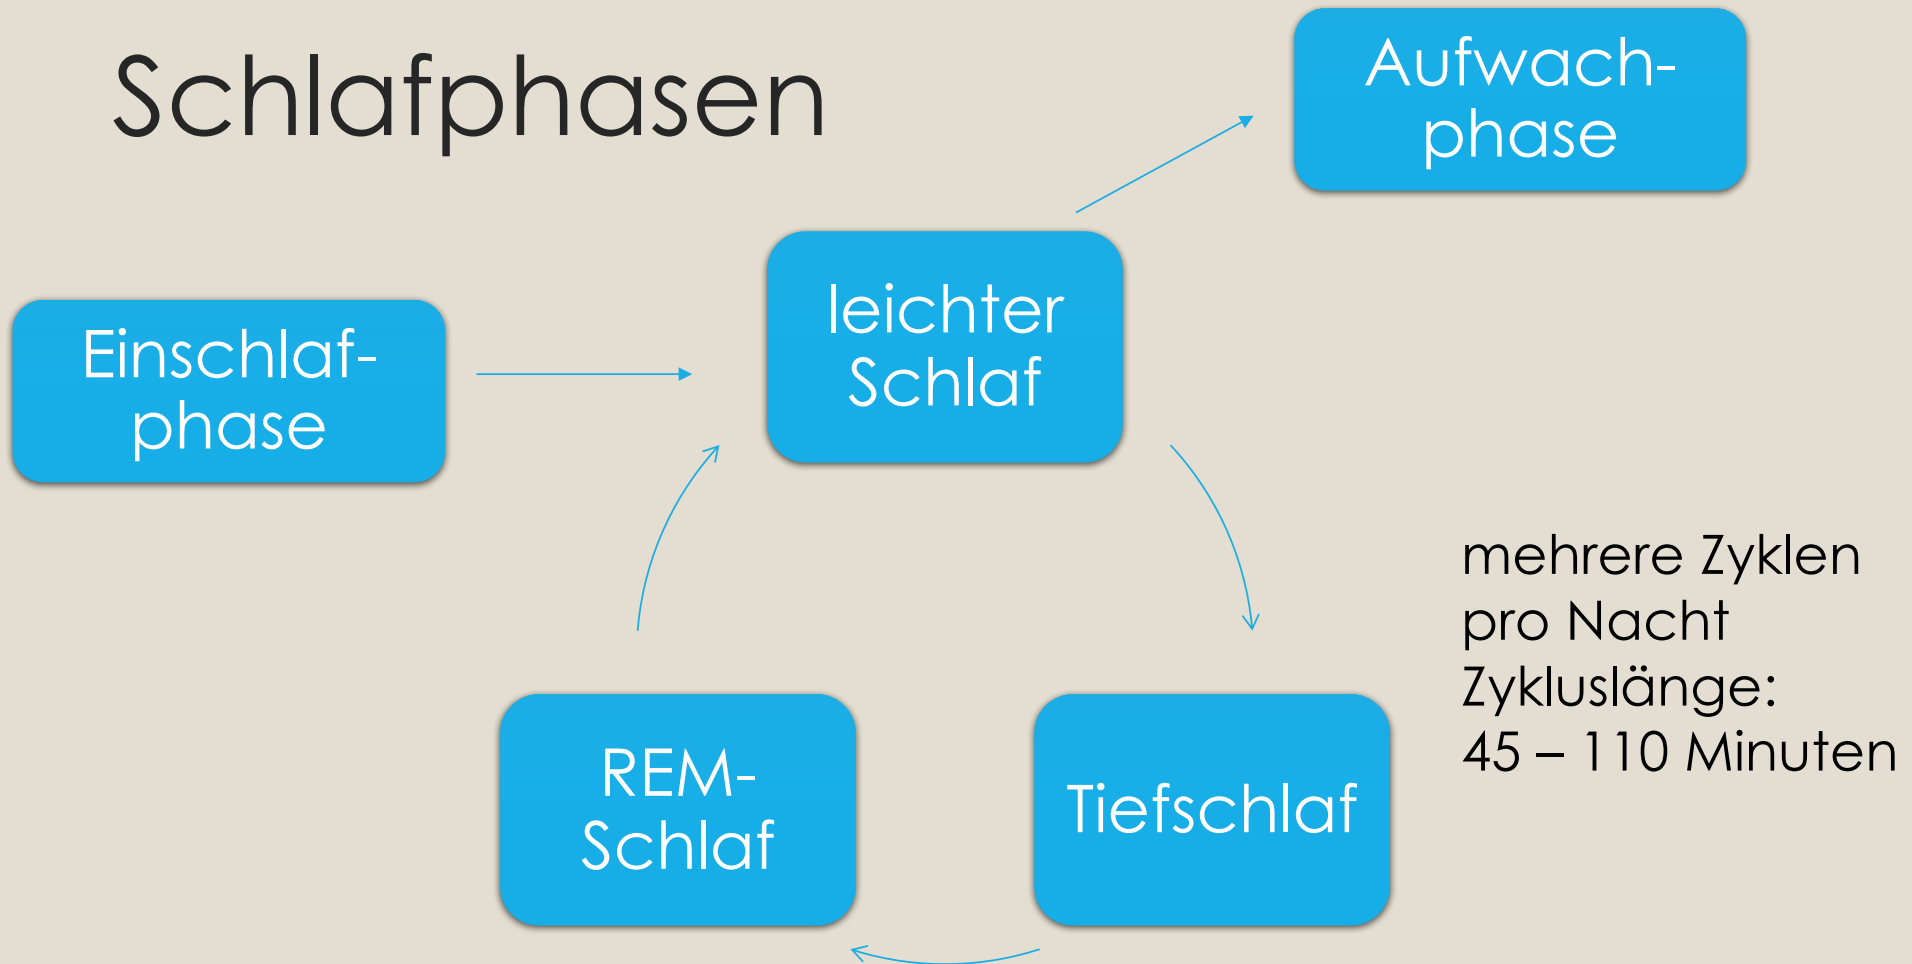 Schlafphasen
Aufwach-
phase
leichter
Schlaf
Einschlaf-
phase
mehrere Zyklen
pro Nacht
Zykluslänge:
45 – 110 Minuten
REM-
Schlaf
Tiefschlaf